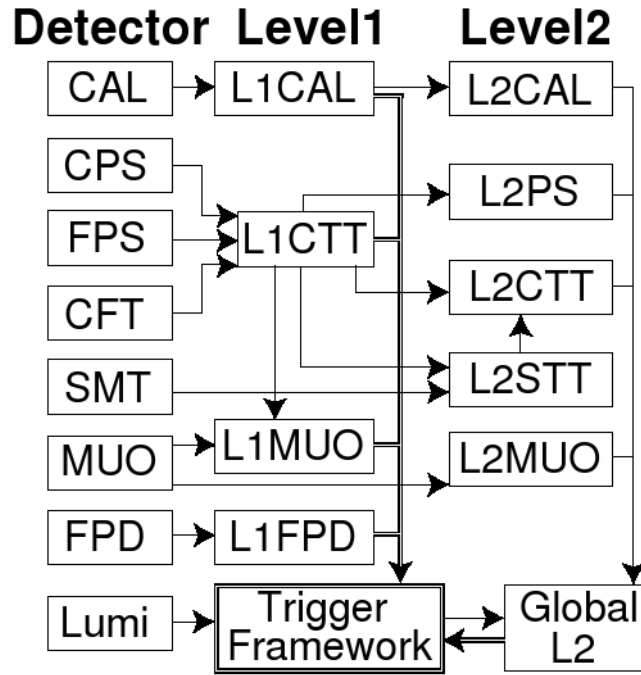 Detector Level1 Level2
CAL L1CAL L2CAL
CPS L2PS
FPS L1CTT
CFT L2CTT
SMT L2STT
MUO L1MUO L2MUO
FPD L1FPD
Lumi Trigger Global
Framework L2